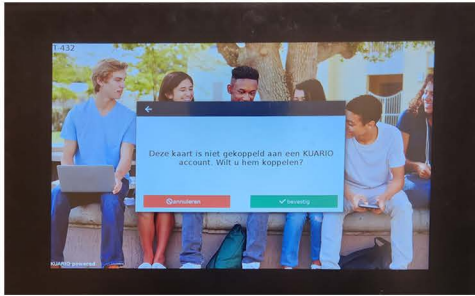 T-432
Deze kaart is niet gekoppeld aan een KUARIO
account. Wilt u hem koppelen?
annuleren
bevestig
KUARIO powered